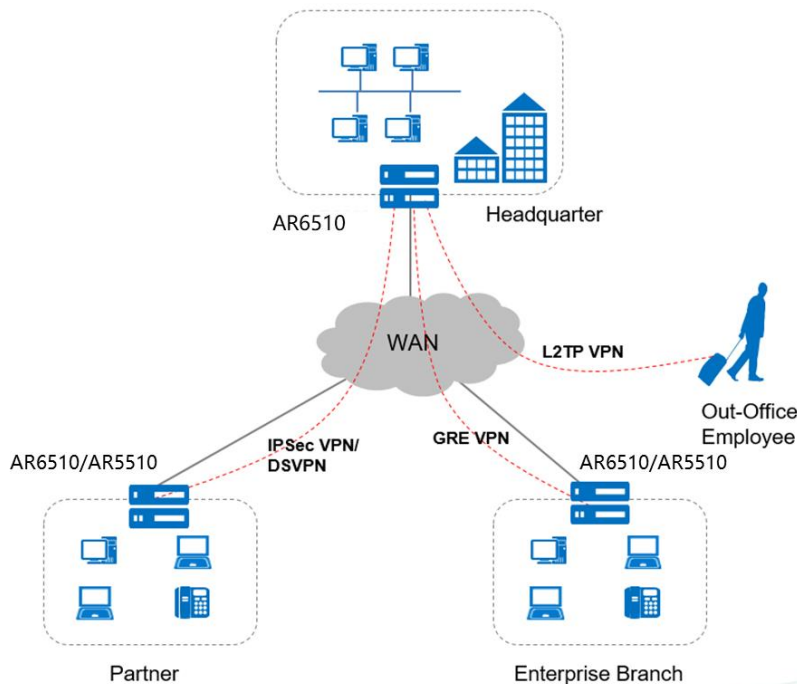 AR6510
Headquarter
WAN
L2TP VPN
Out-Office
Employee
IPSec VPN/
DSVPN
GRE VPN
AR6510/AR5510
AR6510/AR5510
Partner
Enterprise Branch